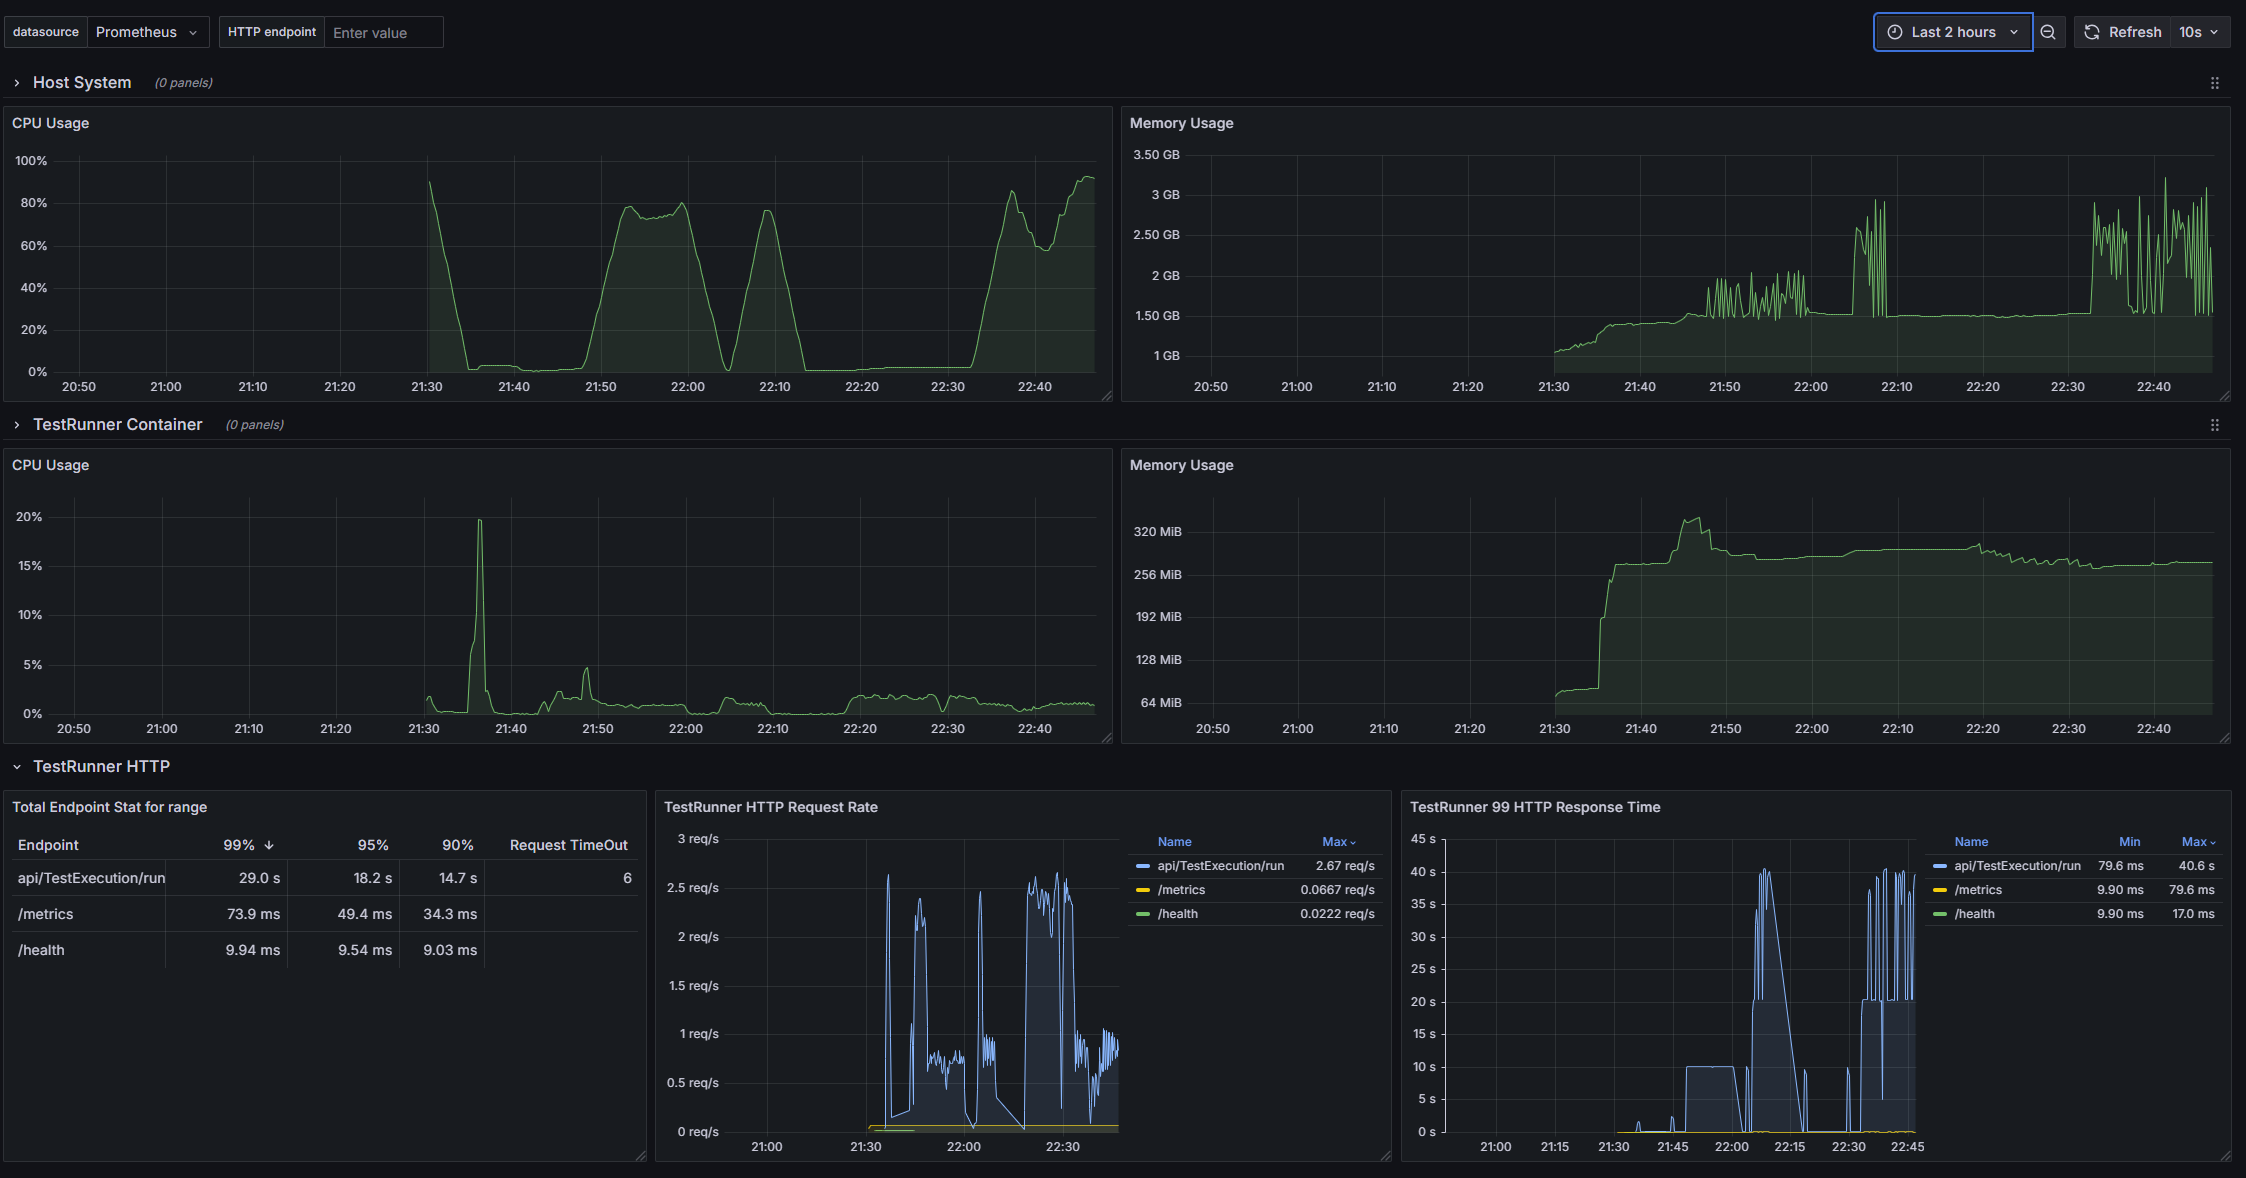 datasource Prometheus HTTP endpoint Enter value Last 2 hours Refresh 10s
Host System (0 panels)
CPU Usage
100%
80%
60%
40%
20%
0%
20:50 21:00 21:10 21:20 21:30 21:40 21:50 22:00 22:10 22:20 22:30 22:40
Memory Usage
3.50 GB
3 GB
2.50 GB
2 GB
1.50 GB
1 GB
20:50 21:00 21:10 21:20 21:30 21:40 21:50 22:00 22:10 22:20 22:30 22:40
TestRunner Container (0 panels)
CPU Usage
20%
15%
10%
5%
0%
20:50 21:00 21:10 21:20 21:30 21:40 21:50 22:00 22:10 22:20 22:30 22:40
Memory Usage
320 MiB
256 MiB
192 MiB
128 MiB
64 MiB
20:50 21:00 21:10 21:20 21:30 21:40 21:50 22:00 22:10 22:20 22:30 22:40
TestRunner HTTP
Total Endpoint Stat for range
Endpoint 99% 95% 90% Request TimeOut
api/TestExecution/run 29.0 s 18.2 s 14.7 s 6
/metrics 73.9 ms 49.4 ms 34.3 ms
/health 9.94 ms 9.54 ms 9.03 ms
TestRunner HTTP Request Rate
3 req/s
2.5 req/s
2 req/s
1.5 req/s
1 req/s
0.5 req/s
0 req/s
21:00 21:30 22:00 22:30
Name Max
api/TestExecution/run 2.67 req/s
/metrics 0.0667 req/s
/health 0.0222 req/s
TestRunner 99 HTTP Response Time
45 s
40 s
35 s
30 s
25 s
20 s
15 s
10 s
5 s
0 s
21:00 21:15 21:30 21:45 22:00 22:15 22:30 22:45
Name Min Max
api/TestExecution/run 79.6 ms 40.6 s
/metrics 9.90 ms 79.6 ms
/health 9.90 ms 17.0 ms